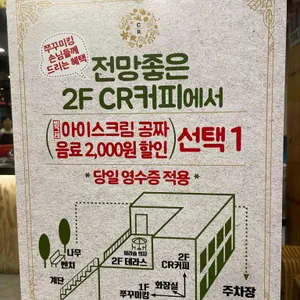 CR
쭈꾸미킹
손님들께
드리는 혜택
전망좋은
2F CR커피에서
아이스크림 공짜
음료 2,000원 할인
선택 1
* 당일 영수증 적용 *
나무
벤치
계단
2F 테라스
2F
CR커피
화장실
1F
쭈꾸미킹
주차장